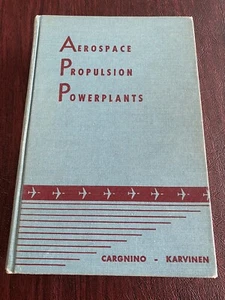 AEROSPACE
PROPULSION
POWERPLANTS
CARGNINO - KARVINEN